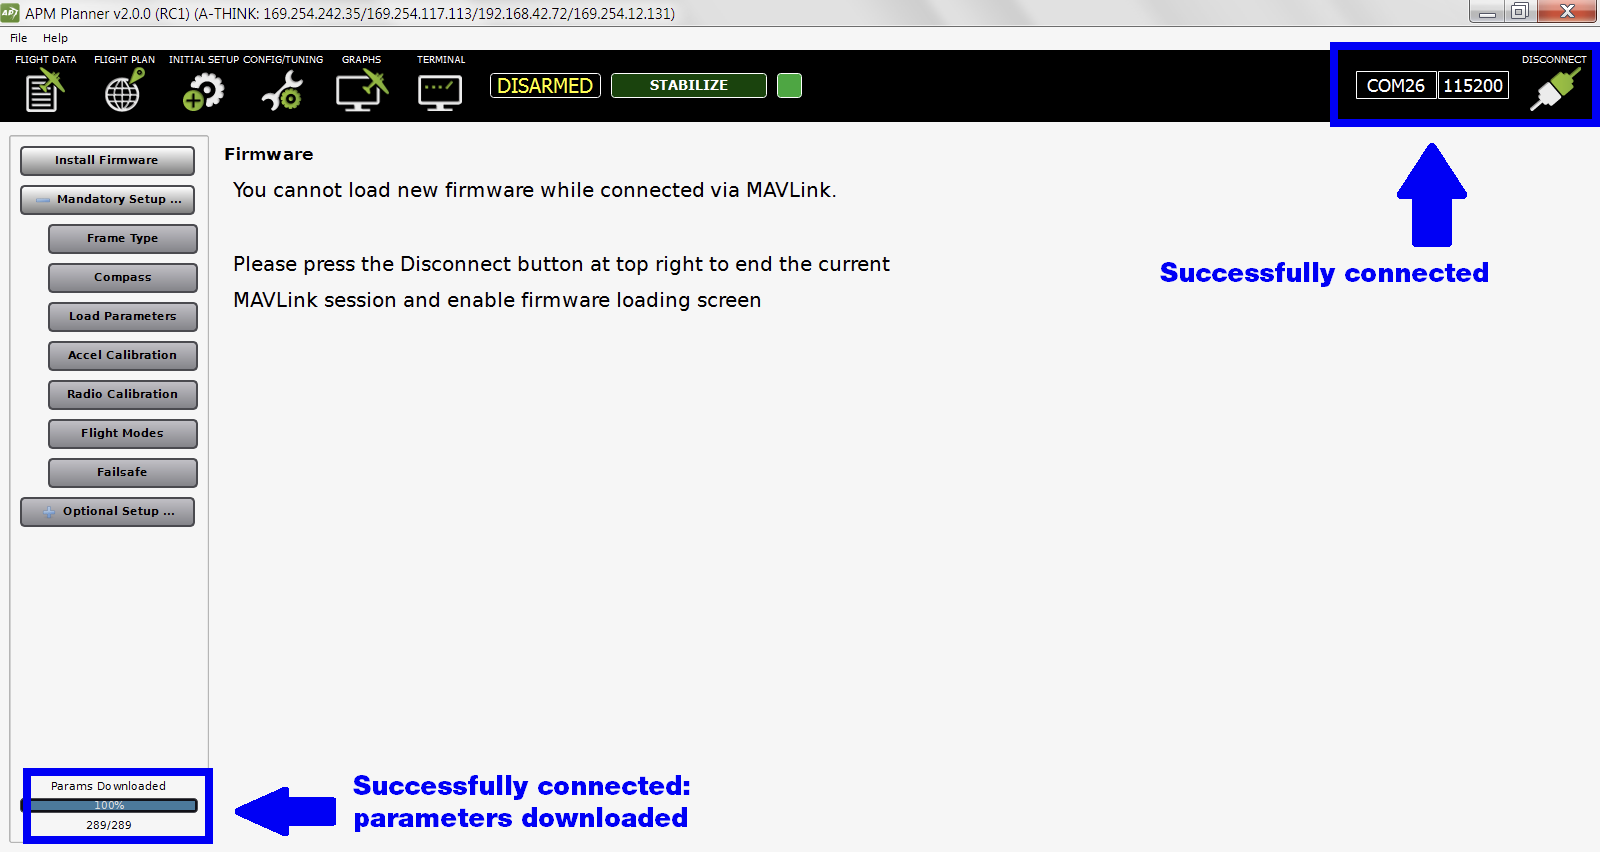 APM Planner v2.0.0 (RC1) (A-THINK: 169.254.242.35/169.254.117.113/192.168.42.72/169.254.12.131)
File Help
FLIGHT DATA FLIGHT PLAN INITIAL SETUP CONFIG/TUNING GRAPHS TERMINAL
DISARMED
STABILIZE
COM26 115200
DISCONNECT
Install Firmware
Mandatory Setup ...
Frame Type
Compass
Load Parameters
Accel Calibration
Radio Calibration
Flight Modes
Failsafe
Optional Setup ...
Firmware
You cannot load new firmware while connected via MAVLink.
Please press the Disconnect button at top right to end the current
MAVLink session and enable firmware loading screen
Successfully connected
Params Downloaded
100%
289/289
Successfully connected:
parameters downloaded